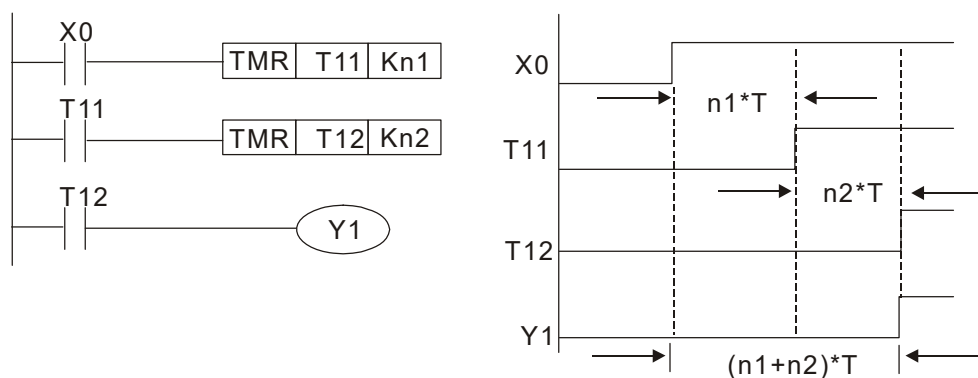 X0
TMR T11 Kn1
T11
TMR T12 Kn2
T12
Y1
X0
n1*T
T11
n2*T
T12
Y1
(n1+n2)*T